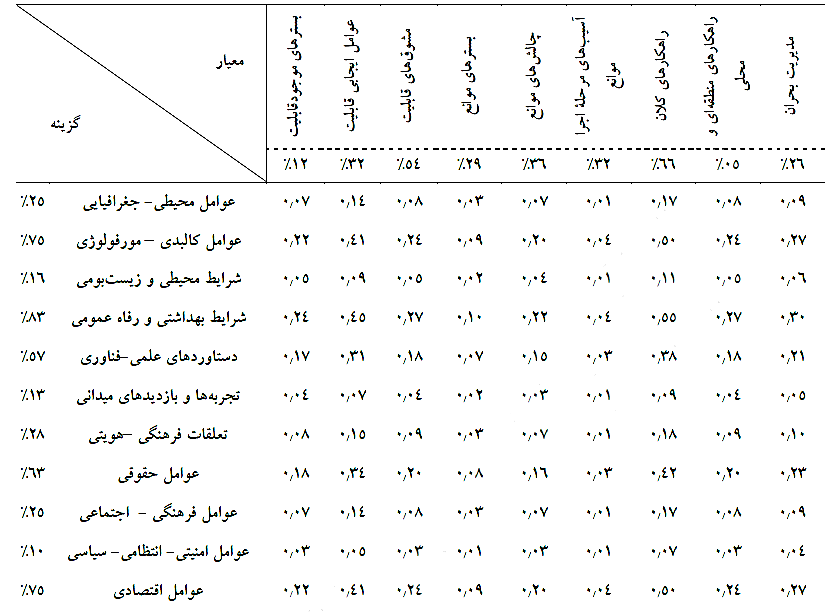 معیار
گزینه
بسترهای موجودقابلیت
عوامل ایجابی قابلیت
مشوق‌های قابلیت
بسترهای موانع
چالش‌های موانع
آسیب‌های مرحلهٔ اجرا
موانع
راهکارهای کلان
راهکارهای منطقه‌ای و
محلی
مدیریت بحران
٪۱۲ ٪۳۲ ٪۵۴ ٪۲۹ ٪۳۶ ٪۳۲ ٪۶۶ ٪۰۵ ٪۲۶
٪۲۵ عوامل محیطی- جغرافیایی ۰٫۰۷ ۰٫۱۴ ۰٫۰۸ ۰٫۰۳ ۰٫۰۷ ۰٫۰۱ ۰٫۱۷ ۰٫۰۸ ۰٫۰۹
٪۷۵ عوامل کالبدی –مورفولوژی ۰٫۲۲ ۰٫۴۱ ۰٫۲۴ ۰٫۰۹ ۰٫۲۰ ۰٫۰۴ ۰٫۵۰ ۰٫۲۴ ۰٫۲۷
٪۱۶ شرایط محیطی و زیست‌بومی ۰٫۰۵ ۰٫۰۹ ۰٫۰۵ ۰٫۰۲ ۰٫۰۴ ۰٫۰۱ ۰٫۱۱ ۰٫۰۵ ۰٫۰۶
٪۸۳ شرایط بهداشتی و رفاه عمومی ۰٫۲۴ ۰٫۴۵ ۰٫۲۷ ۰٫۱۰ ۰٫۲۲ ۰٫۰۴ ۰٫۵۵ ۰٫۲۷ ۰٫۳۰
٪۵۷ دستاوردهای علمی-فناوری ۰٫۱۷ ۰٫۳۱ ۰٫۱۸ ۰٫۰۷ ۰٫۱۵ ۰٫۰۳ ۰٫۳۸ ۰٫۱۸ ۰٫۲۱
٪۱۳ تجربه‌ها و بازدیدهای میدانی ۰٫۰۴ ۰٫۰۷ ۰٫۰۴ ۰٫۰۲ ۰٫۰۳ ۰٫۰۱ ۰٫۰۹ ۰٫۰۴ ۰٫۰۵
٪۲۸ تعلقات فرهنگی –هویتی ۰٫۰۸ ۰٫۱۵ ۰٫۰۹ ۰٫۰۳ ۰٫۰۷ ۰٫۰۱ ۰٫۱۸ ۰٫۰۹ ۰٫۱۰
٪۶۳ عوامل حقوقی ۰٫۱۸ ۰٫۳۴ ۰٫۲۰ ۰٫۰۸ ۰٫۱۶ ۰٫۰۳ ۰٫۴۲ ۰٫۲۰ ۰٫۲۳
٪۲۵ عوامل فرهنگی - اجتماعی ۰٫۰۷ ۰٫۱۴ ۰٫۰۸ ۰٫۰۳ ۰٫۰۷ ۰٫۰۱ ۰٫۱۷ ۰٫۰۸ ۰٫۰۹
٪۱۰ عوامل امنیتی- انتظامی- سیاسی ۰٫۰۳ ۰٫۰۵ ۰٫۰۳ ۰٫۰۱ ۰٫۰۳ ۰٫۰۱ ۰٫۰۷ ۰٫۰۳ ۰٫۰۴
٪۷۵ عوامل اقتصادی ۰٫۲۲ ۰٫۴۱ ۰٫۲۴ ۰٫۰۹ ۰٫۲۰ ۰٫۰۴ ۰٫۵۰ ۰٫۲۴ ۰٫۲۷